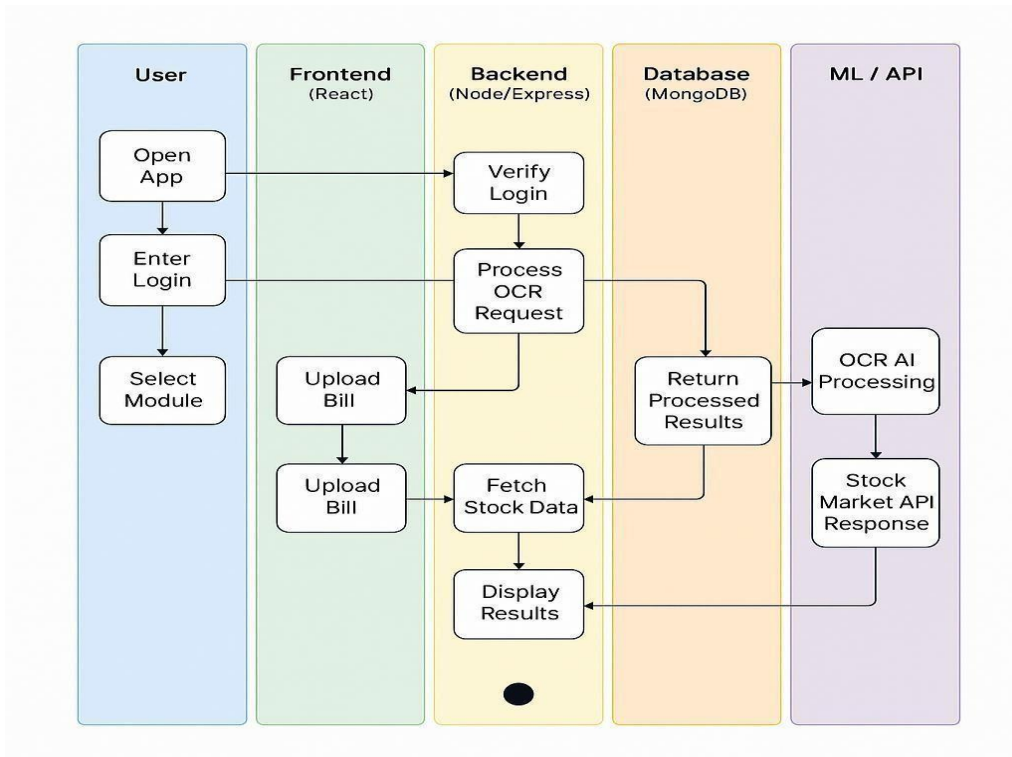 User
Frontend
(React)
Backend
(Node/Express)
Database
(MongoDB)
ML / API
Open
App
Verify
Login
Enter
Login
Process
OCR
Request
Select
Module
Upload
Bill
Return
Processed
Results
OCR AI
Processing
Upload
Bill
Fetch
Stock Data
Stock
Market API
Response
Display
Results